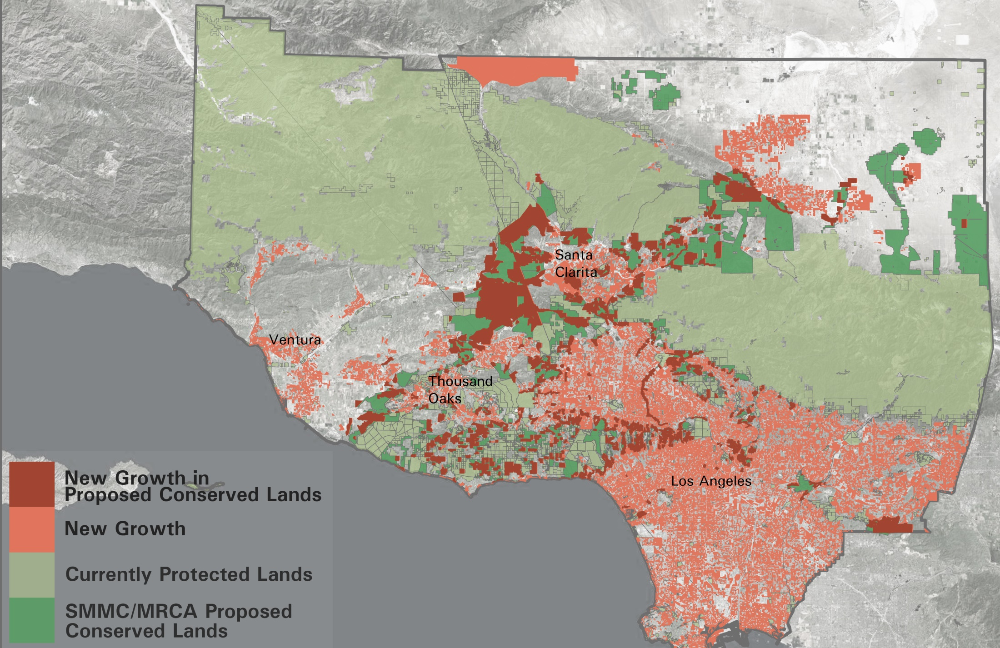 Santa
Clarita
Ventura
Thousand
Oaks
Los Angeles
New Growth in
Proposed Conserved Lands
New Growth
Currently Protected Lands
SMMC/MRCA Proposed
Conserved Lands